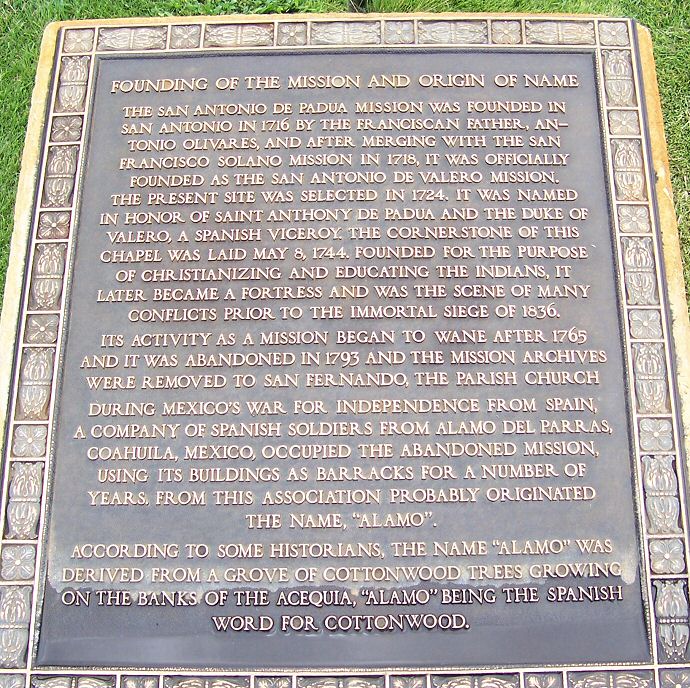 FOUNDING OF THE MISSION AND ORIGIN OF NAME
THE SAN ANTONIO DE PADUA MISSION WAS FOUNDED IN
SAN ANTONIO IN 1716 BY THE FRANCISCAN FATHER, AN-
TONIO OLIVARES, AND AFTER MERGING WITH THE SAN
FRANCISCO SOLANO MISSION IN 1718, IT WAS OFFICIALLY
FOUNDED AS THE SAN ANTONIO DE VALERO MISSION.
THE PRESENT SITE WAS SELECTED IN 1724. IT WAS NAMED
IN HONOR OF SAINT ANTHONY DE PADUA AND THE DUKE OF
VALERO, A SPANISH VICEROY. THE CORNERSTONE OF THIS
CHAPEL WAS LAID MAY 8, 1744. FOUNDED FOR THE PURPOSE
OF CHRISTIANIZING AND EDUCATING THE INDIANS, IT
LATER BECAME A FORTRESS AND WAS THE SCENE OF MANY
CONFLICTS PRIOR TO THE IMMORTAL SIEGE OF 1836.
ITS ACTIVITY AS A MISSION BEGAN TO WANE AFTER 1765
AND IT WAS ABANDONED IN 1793 AND THE MISSION ARCHIVES
WERE REMOVED TO SAN FERNANDO, THE PARISH CHURCH
DURING MEXICO'S WAR FOR INDEPENDENCE FROM SPAIN,
A COMPANY OF SPANISH SOLDIERS FROM ALAMO DEL PARRAS,
COAHUILA, MEXICO, OCCUPIED THE ABANDONED MISSION,
USING ITS BUILDINGS AS BARRACKS FOR A NUMBER OF
YEARS. FROM THIS ASSOCIATION PROBABLY ORIGINATED
THE NAME, "ALAMO".
ACCORDING TO SOME HISTORIANS, THE NAME "ALAMO" WAS
DERIVED FROM A GROVE OF COTTONWOOD TREES GROWING
ON THE BANKS OF THE ACEQUIA, "ALAMO" BEING THE SPANISH
WORD FOR COTTONWOOD.